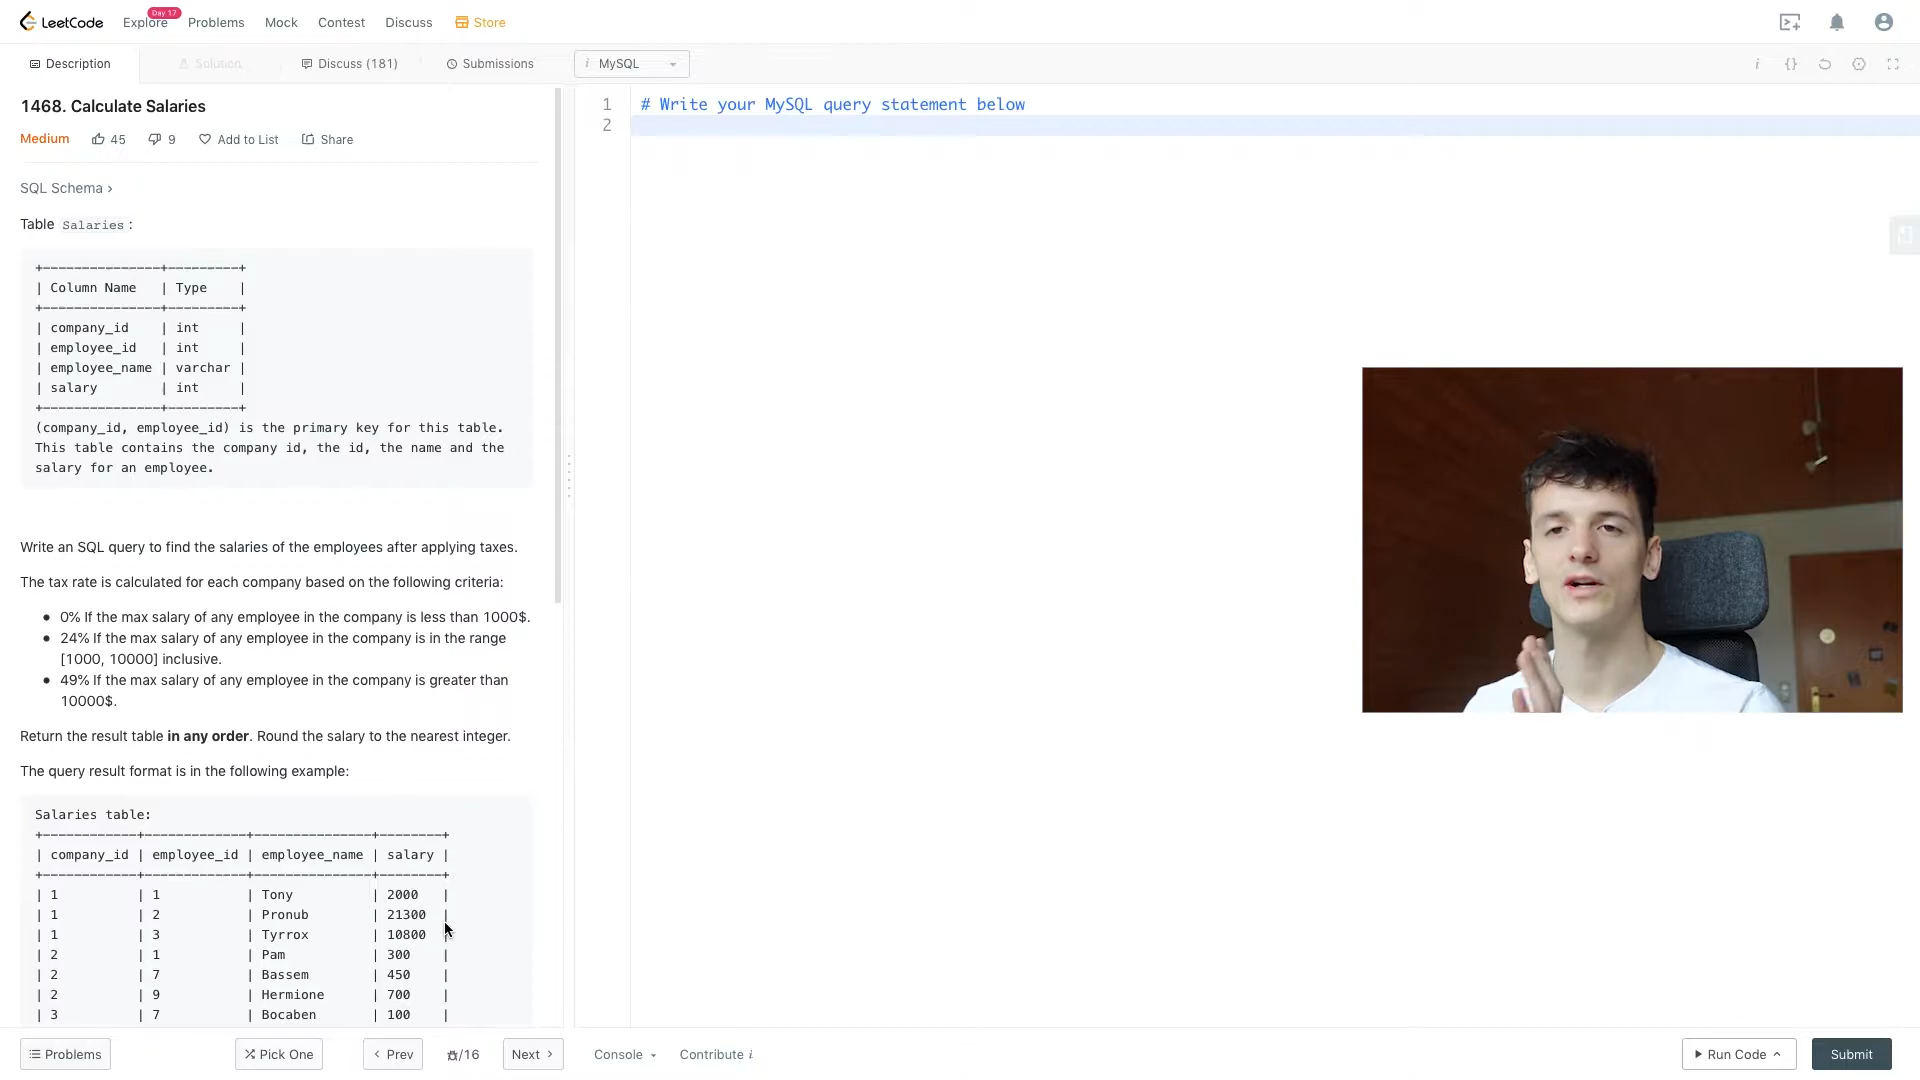 LeetCode Explore Day 17 Problems Mock Contest Discuss Store
Description Solution Discuss (181) Submissions i MySQL i {}
1468. Calculate Salaries
Medium 45 9 Add to List Share
SQL Schema ›
Table Salaries :
+---------------+---------+
| Column Name | Type |
+---------------+---------+
| company_id | int |
| employee_id | int |
| employee_name | varchar |
| salary | int |
+---------------+---------+
(company_id, employee_id) is the primary key for this table.
This table contains the company id, the id, the name and the
salary for an employee.
Write an SQL query to find the salaries of the employees after applying taxes.
The tax rate is calculated for each company based on the following criteria:
• 0% If the max salary of any employee in the company is less than 1000$.
• 24% If the max salary of any employee in the company is in the range
[1000, 10000] inclusive.
• 49% If the max salary of any employee in the company is greater than
10000$.
Return the result table in any order. Round the salary to the nearest integer.
The query result format is in the following example:
Salaries table:
+------------+-------------+---------------+--------+
| company_id | employee_id | employee_name | salary |
+------------+-------------+---------------+--------+
| 1 | 1 | Tony | 2000 |
| 1 | 2 | Pronub | 21300 |
| 1 | 3 | Tyrrox | 10800 |
| 2 | 1 | Pam | 300 |
| 2 | 7 | Bassem | 450 |
| 2 | 9 | Hermione | 700 |
| 3 | 7 | Bocaben | 100 |
1 # Write your MySQL query statement below
2
Problems Pick One < Prev /16 Next > Console Contribute i Run Code Submit